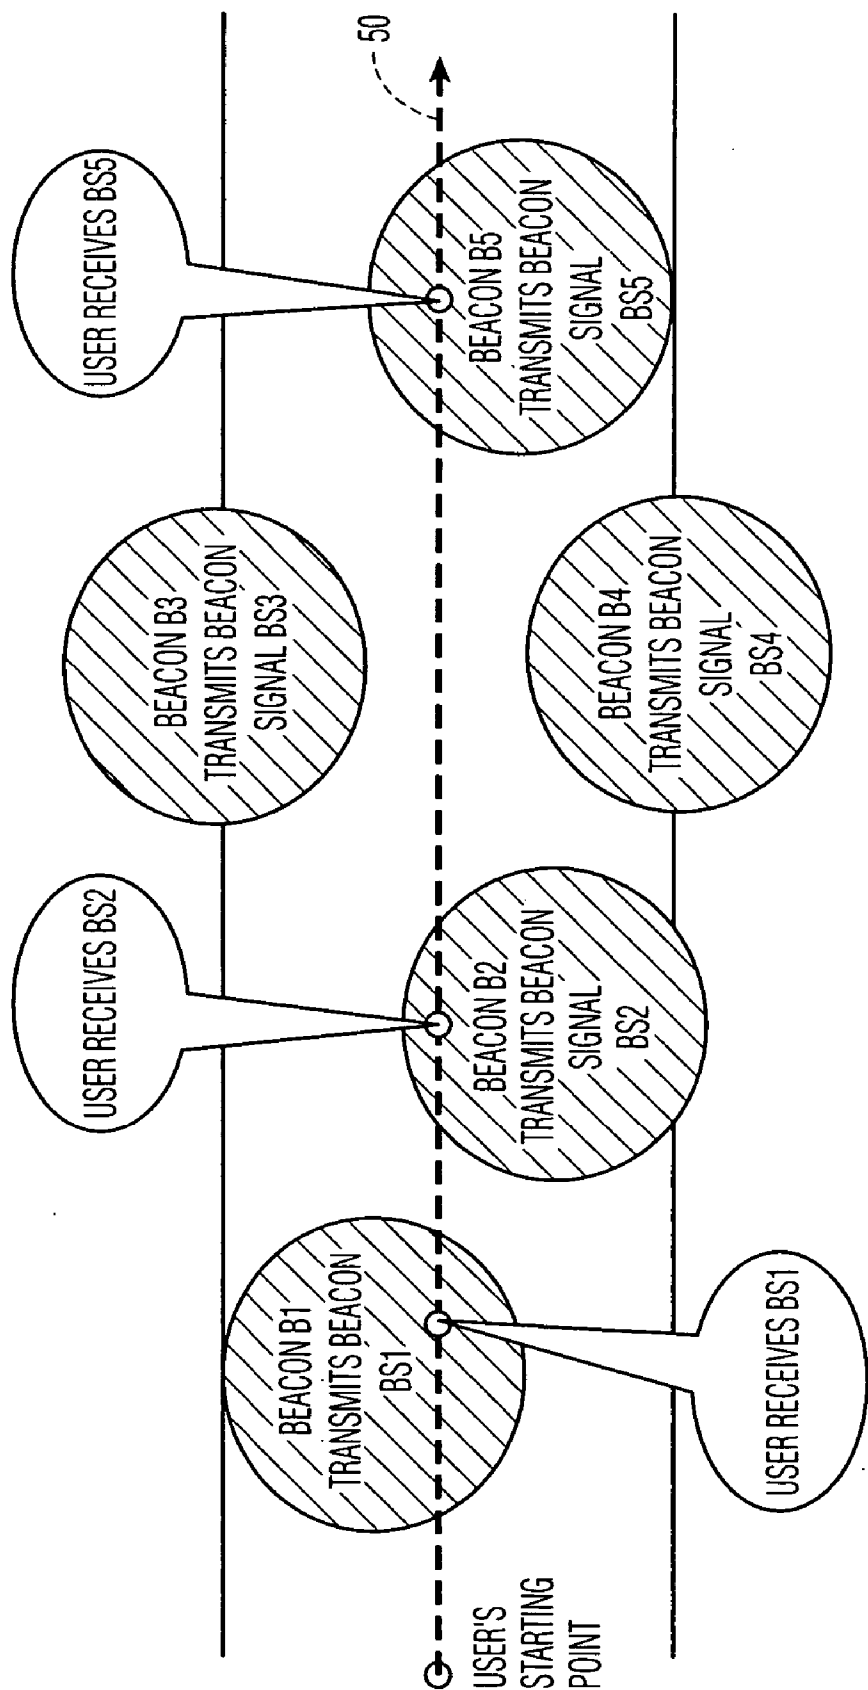 USER RECEIVES BS2
USER RECEIVES BS5
50
BEACON B3
TRANSMITS BEACON
SIGNAL BS3
BEACON B1
TRANSMITS BEACON
BS1
USER'S
STARTING
POINT
BEACON B2
TRANSMITS BEACON
SIGNAL
BS2
BEACON B5
TRANSMITS BEACON
SIGNAL
BS5
BEACON B4
TRANSMITS BEACON
SIGNAL
BS4
USER RECEIVES BS1